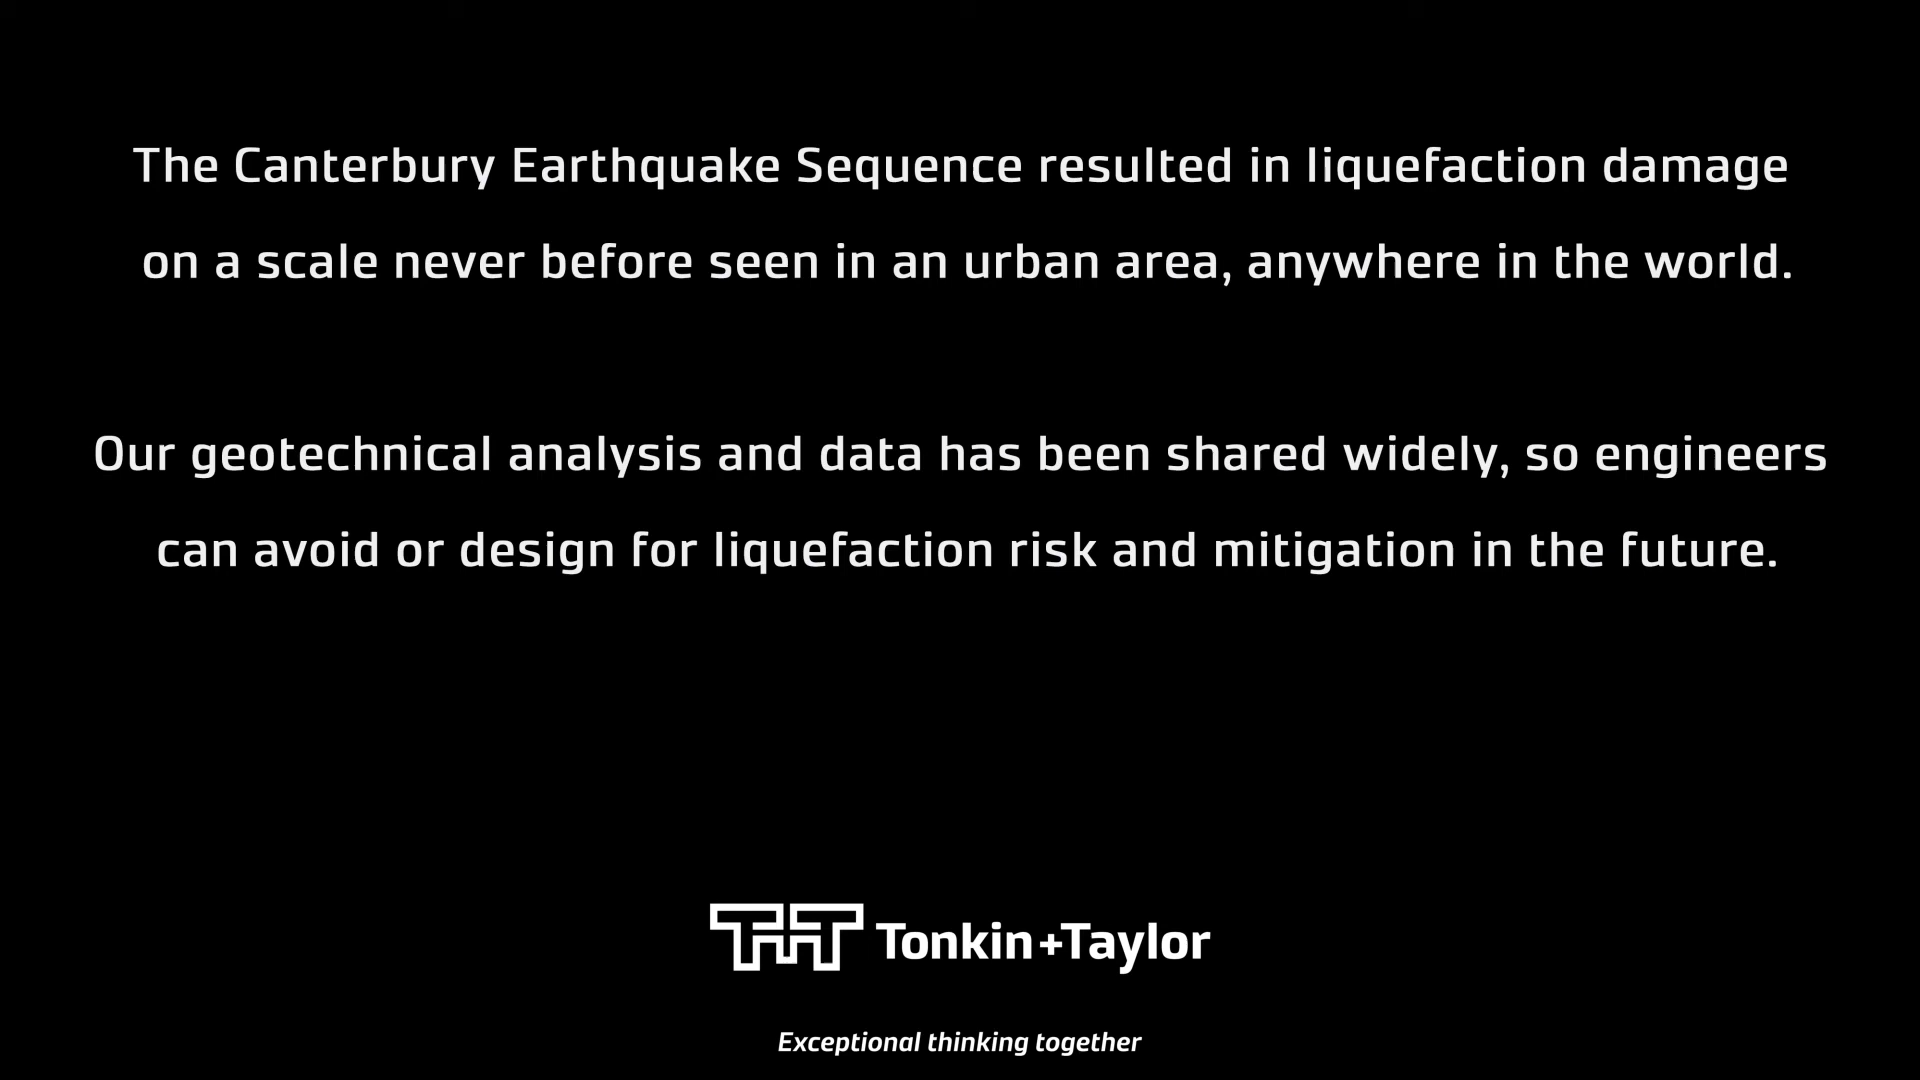 The Canterbury Earthquake Sequence resulted in liquefaction damage
on a scale never before seen in an urban area, anywhere in the world.
Our geotechnical analysis and data has been shared widely, so engineers
can avoid or design for liquefaction risk and mitigation in the future.
T+T Tonkin+Taylor
Exceptional thinking together